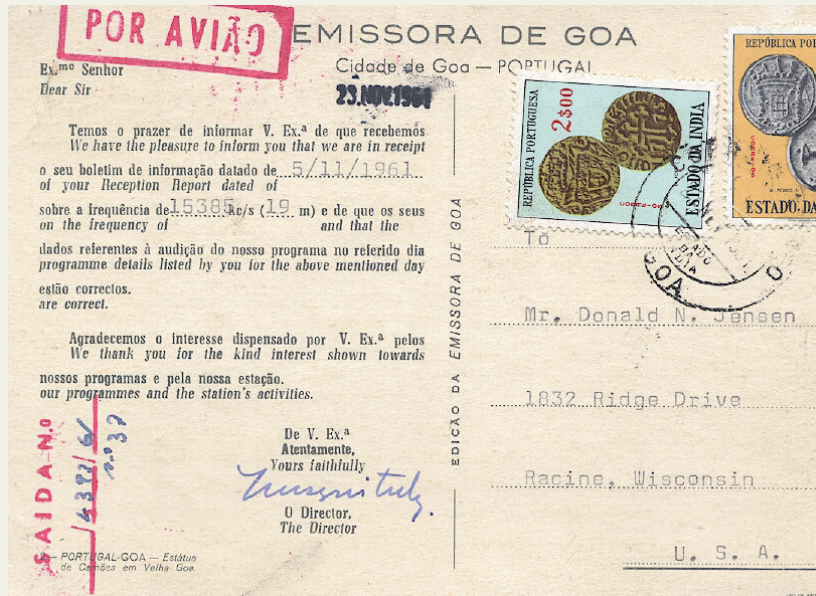 POR AVIÃO
EMISSORA DE GOA
Cidade de Goa — PORTUGAL
Ex.mo Senhor
Dear Sir
23.NOV.1961
Temos o prazer de informar V. Ex.ª de que recebemos
We have the pleasure to inform you that we are in receipt
o seu boletim de informação datado de 5/11/1961
of your Reception Report dated of
sobre a frequência de 15385 kc/s (19 m) e de que os seus
on the frequency of and that the
dados referentes à audição do nosso programa no referido dia
programme details listed by you for the above mentioned day
estão correctos.
are correct.
Agradecemos o interesse dispensado por V. Ex.ª pelos
We thank you for the kind interest shown towards
nossos programas e pela nossa estação.
our programmes and the station's activities.
De V. Ex.ª
Atentamente,
Yours faithfully
O Director,
The Director
SAIDA N.º
— PORTUGAL-GOA — Estátua
de Camões em Velha Goa.
EDIÇÃO DA EMISSORA DE GOA
REPÚBLICA PORTUGUESA
2$00
ESTADO DA ÍNDIA
REPÚBLICA POR
ESTADO DA
ESTADO
DA
GOA
To
Mr. Donald N. Jensen
1832 Ridge Drive
Racine, Wisconsin
U. S. A.